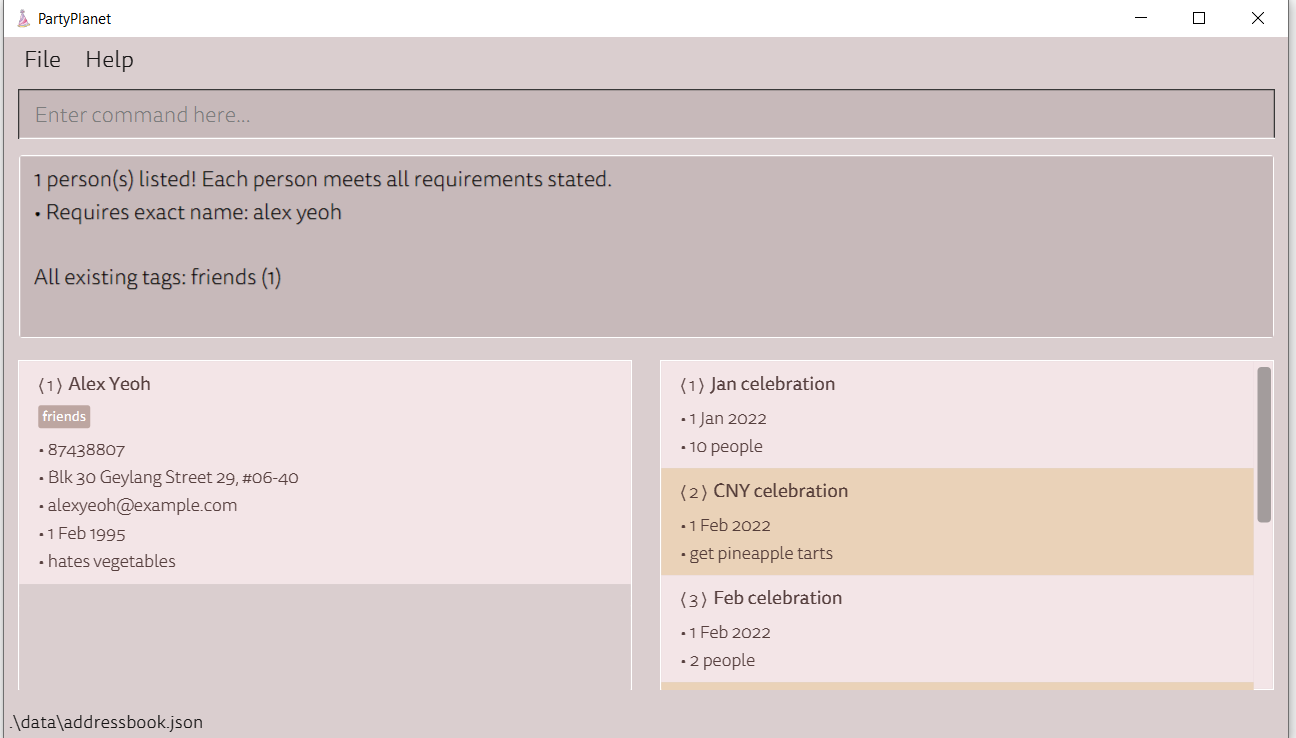 PartyPlanet
File Help
Enter command here...
1 person(s) listed! Each person meets all requirements stated.
• Requires exact name: alex yeoh
All existing tags: friends (1)
⟨1⟩ Alex Yeoh
friends
• 87438807
• Blk 30 Geylang Street 29, #06-40
• alexyeoh@example.com
• 1 Feb 1995
• hates vegetables
⟨1⟩ Jan celebration
• 1 Jan 2022
• 10 people
⟨2⟩ CNY celebration
• 1 Feb 2022
• get pineapple tarts
⟨3⟩ Feb celebration
• 1 Feb 2022
• 2 people
.\data\addressbook.json